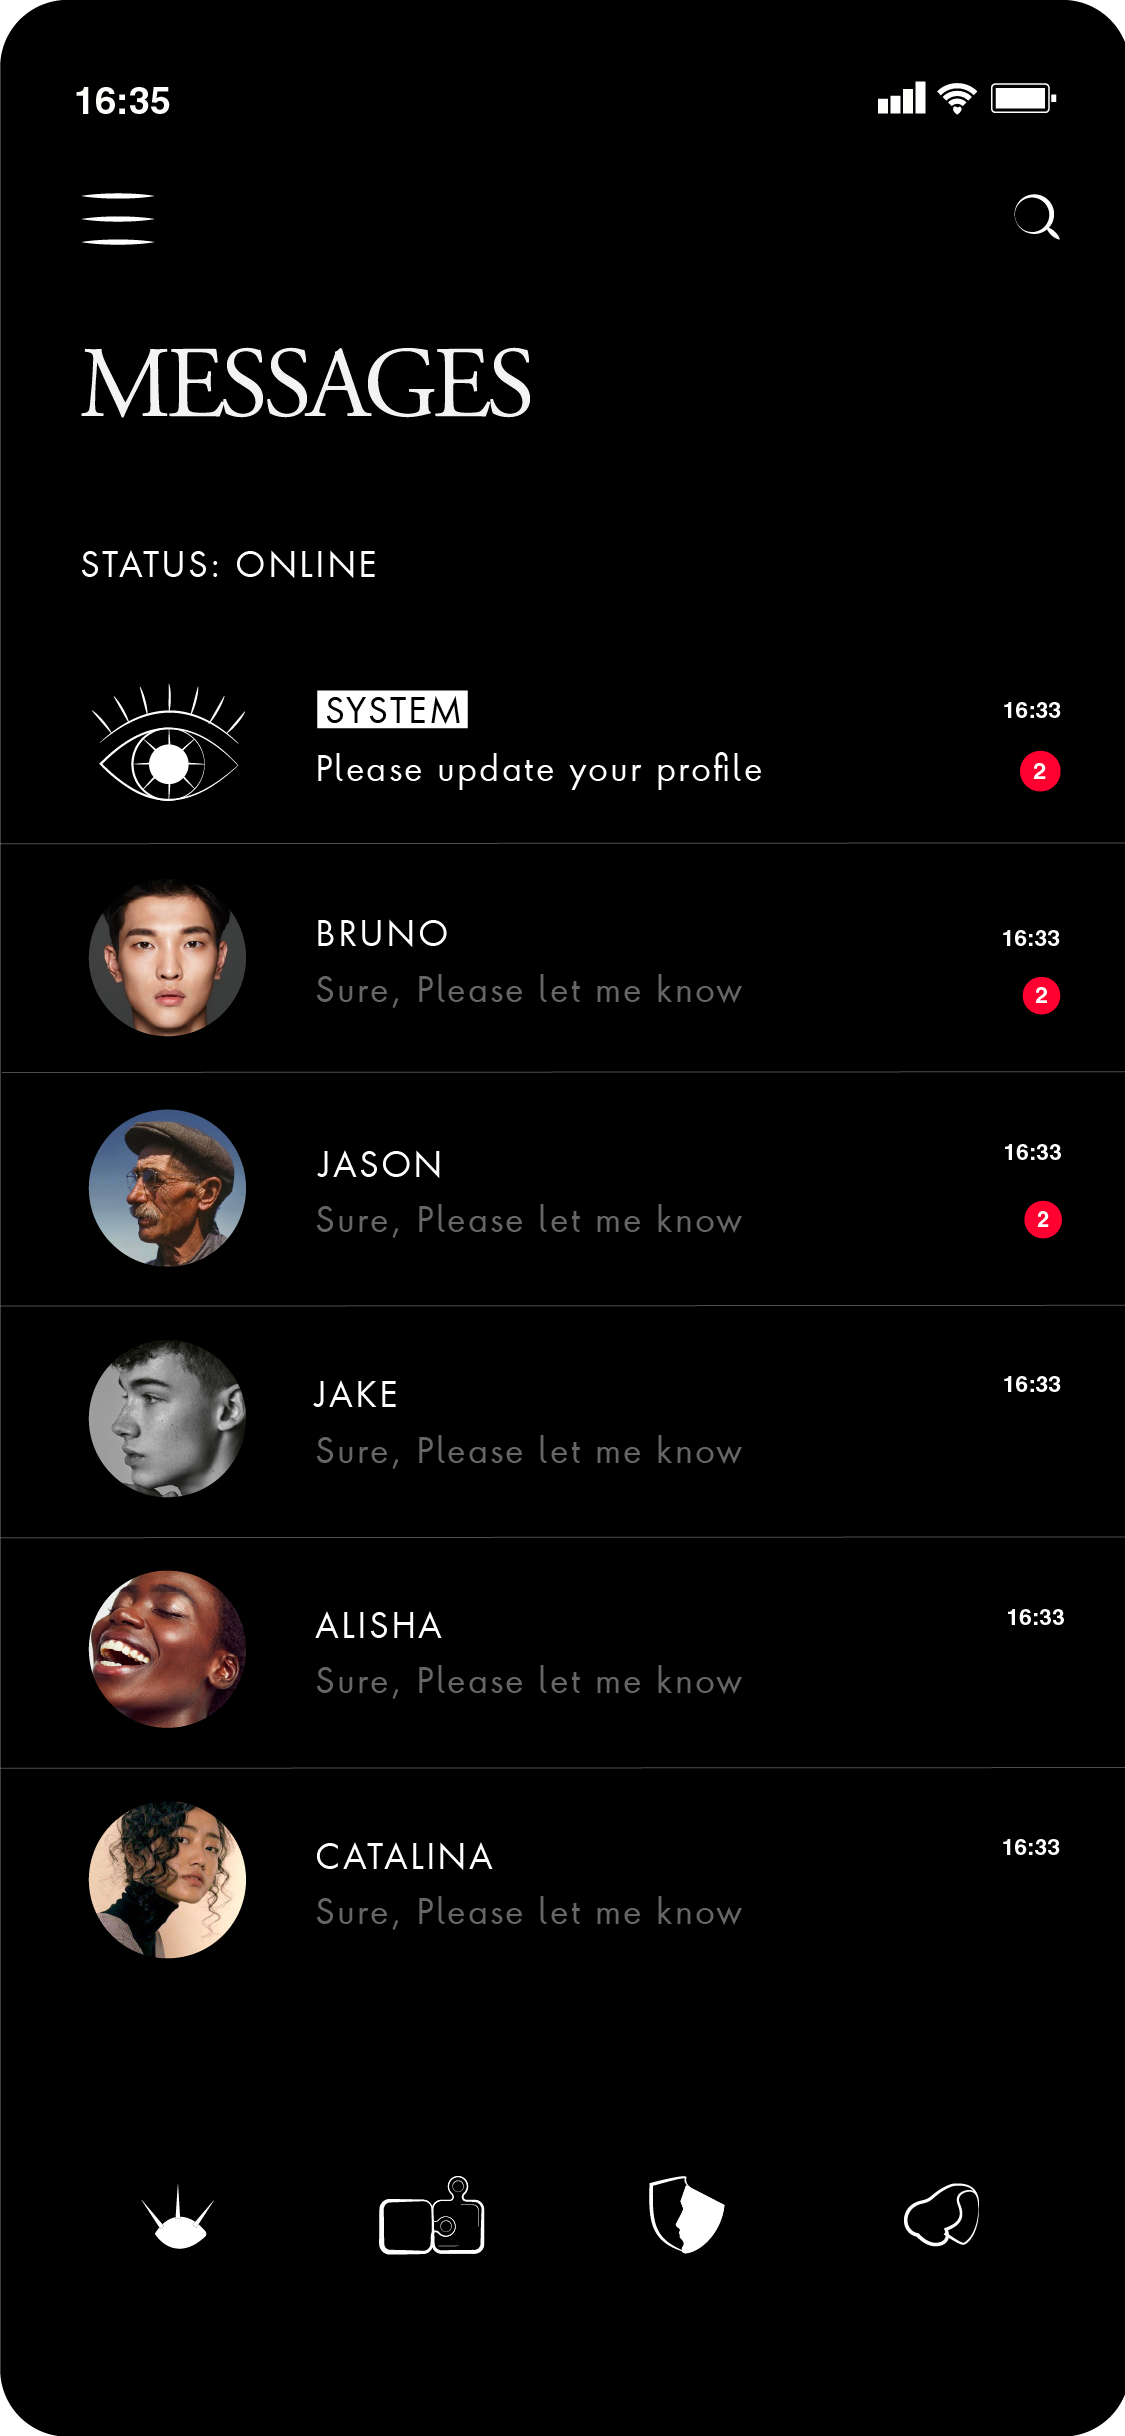 16:35
MESSAGES
STATUS: ONLINE
SYSTEM
16:33
Please update your profile
2
BRUNO
16:33
Sure, Please let me know
2
JASON
16:33
Sure, Please let me know
2
JAKE
16:33
Sure, Please let me know
ALISHA
16:33
Sure, Please let me know
CATALINA
16:33
Sure, Please let me know